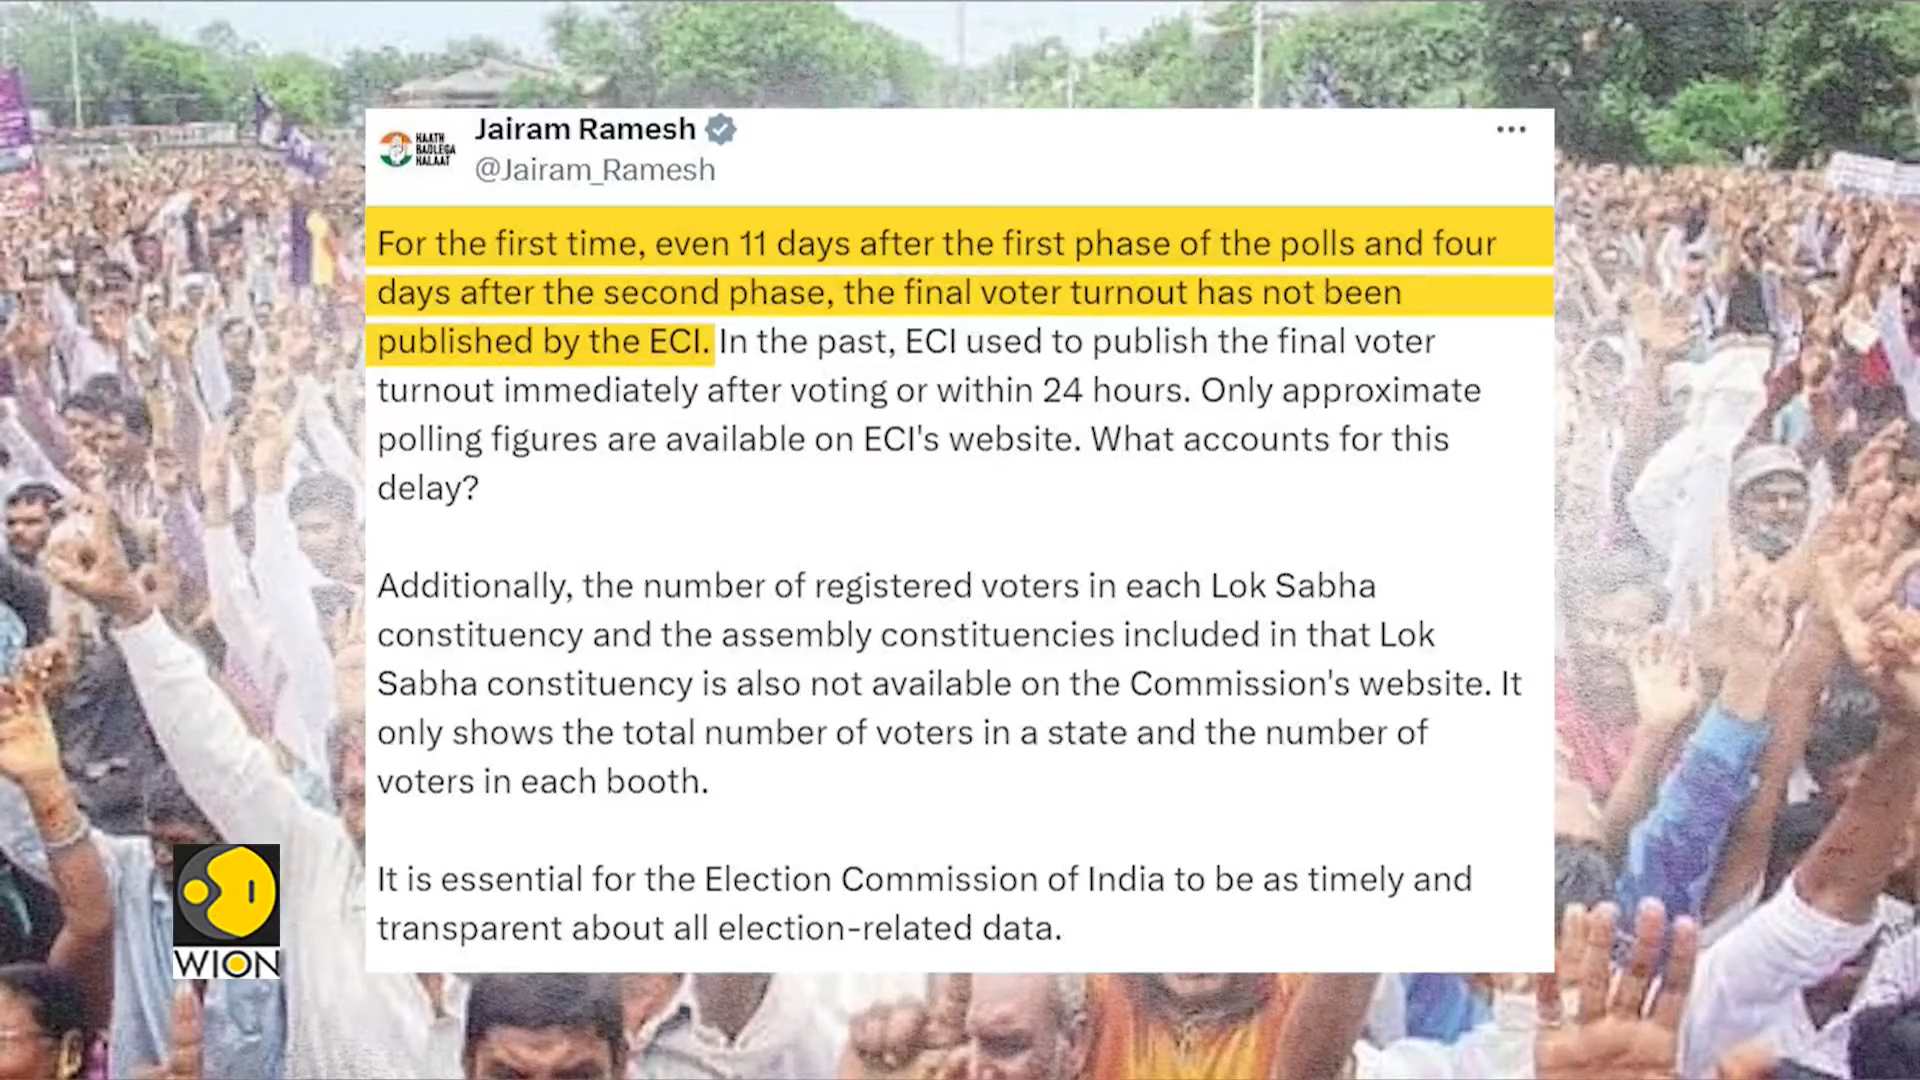 HAATH
BADLEGA
HALAAT
Jairam Ramesh
@Jairam_Ramesh
For the first time, even 11 days after the first phase of the polls and four
days after the second phase, the final voter turnout has not been
published by the ECI. In the past, ECI used to publish the final voter
turnout immediately after voting or within 24 hours. Only approximate
polling figures are available on ECI's website. What accounts for this
delay?
Additionally, the number of registered voters in each Lok Sabha
constituency and the assembly constituencies included in that Lok
Sabha constituency is also not available on the Commission's website. It
only shows the total number of voters in a state and the number of
voters in each booth.
It is essential for the Election Commission of India to be as timely and
transparent about all election-related data.
WION